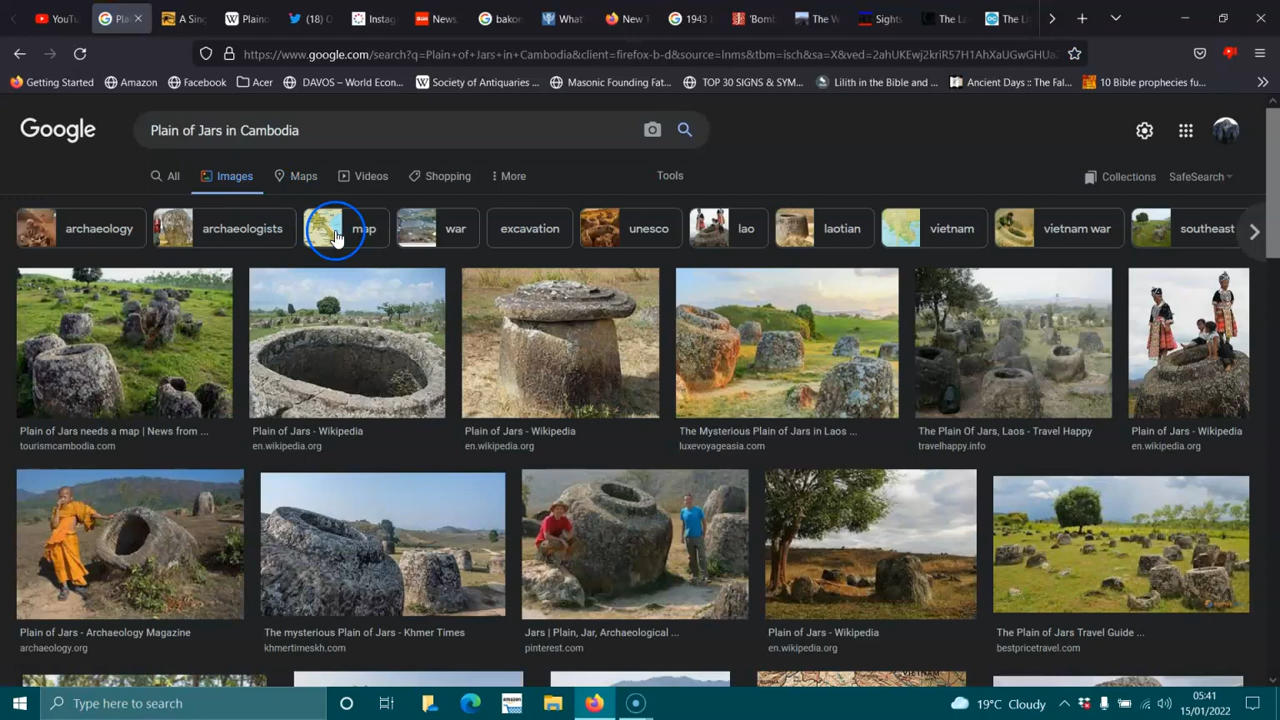 Pla
A Sing
Plaino
(18) O
Instag
News.
bakon
What
New T
1943 I
'Bomb
The W
Sights
The La
The Li
https://www.google.com/search?q=Plain+of+Jars+in+Cambodia&client=firefox-b-d&source=lnms&tbm=isch&sa=X&ved=2ahUKEwj2kriR57H1AhXaUGwGHUa
Getting Started
Amazon
Facebook
Acer
DAVOS – World Econ...
Society of Antiquaries ...
Masonic Founding Fat...
TOP 30 SIGNS & SYM...
Lilith in the Bible and ...
Ancient Days :: The Fal...
10 Bible prophecies fu...
Google
Plain of Jars in Cambodia
All
Images
Maps
Videos
Shopping
More
Tools
Collections
SafeSearch
archaeology
archaeologists
map
war
excavation
unesco
lao
laotian
vietnam
vietnam war
southeast
Plain of Jars needs a map | News from ...
tourismcambodia.com
Plain of Jars - Wikipedia
en.wikipedia.org
Plain of Jars - Wikipedia
en.wikipedia.org
The Mysterious Plain of Jars in Laos ...
luxevoyageasia.com
The Plain Of Jars, Laos - Travel Happy
travelhappy.info
Plain of Jars - Wikipedia
en.wikipedia.org
Plain of Jars - Archaeology Magazine
archaeology.org
The mysterious Plain of Jars - Khmer Times
khmertimeskh.com
Jars | Plain, Jar, Archaeological ...
pinterest.com
Plain of Jars - Wikipedia
en.wikipedia.org
The Plain of Jars Travel Guide ...
bestpricetravel.com
Type here to search
amazon
19°C Cloudy
05:41
15/01/2022